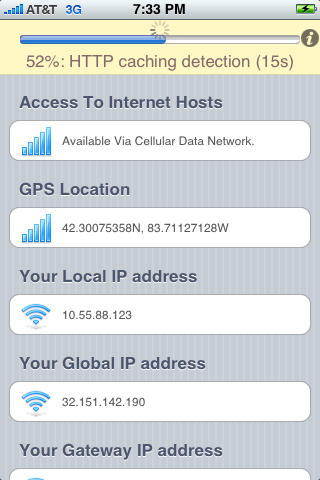 AT&T 3G 7:33 PM
52%: HTTP caching detection (15s)
Access To Internet Hosts
Available Via Cellular Data Network.
GPS Location
42.30075358N, 83.71127128W
Your Local IP address
10.55.88.123
Your Global IP address
32.151.142.190
Your Gateway IP address